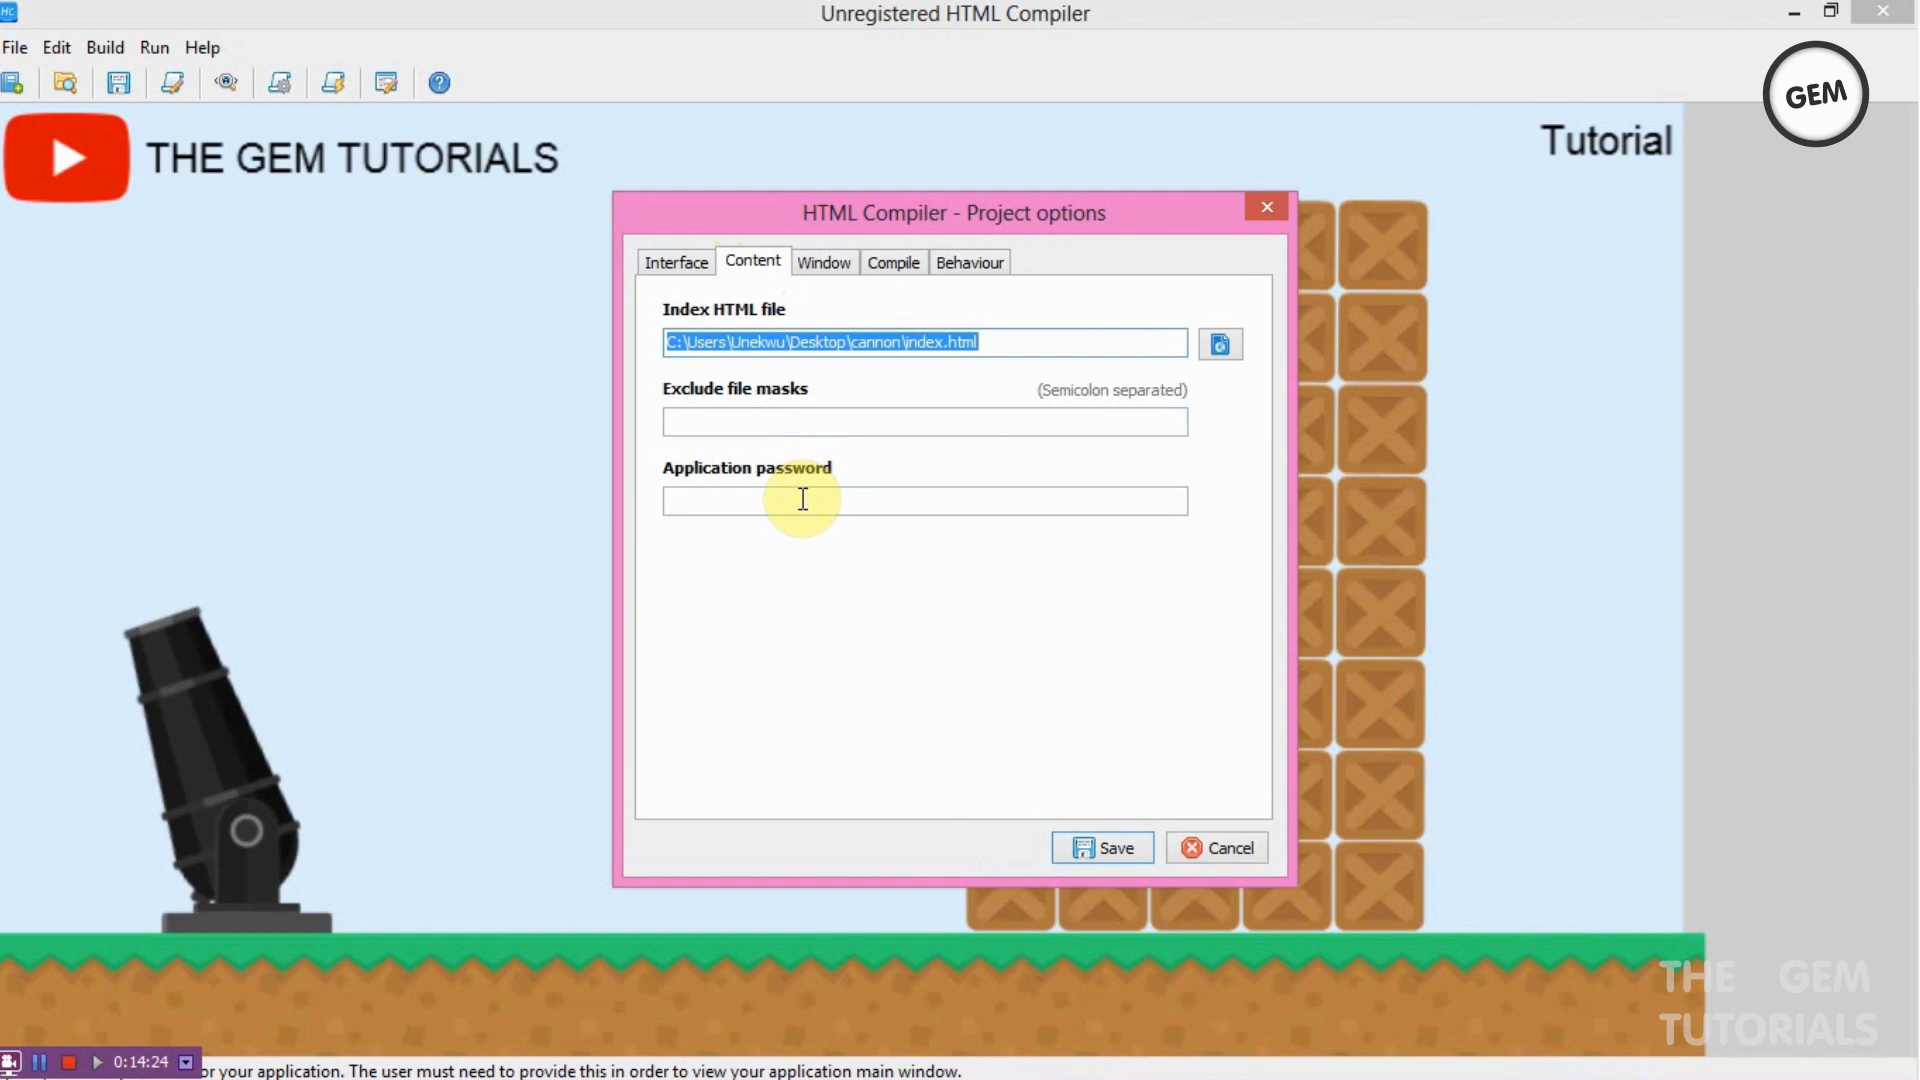 HC
Unregistered HTML Compiler
File Edit Build Run Help
GEM
THE GEM TUTORIALS
Tutorial
HTML Compiler - Project options
Interface Content Window Compile Behaviour
Index HTML file
C:\Users\Unekwu\Desktop\cannon\index.html
Exclude file masks (Semicolon separated)
Application password
Save Cancel
THE GEM
TUTORIALS
0:14:24
or your application. The user must need to provide this in order to view your application main window.